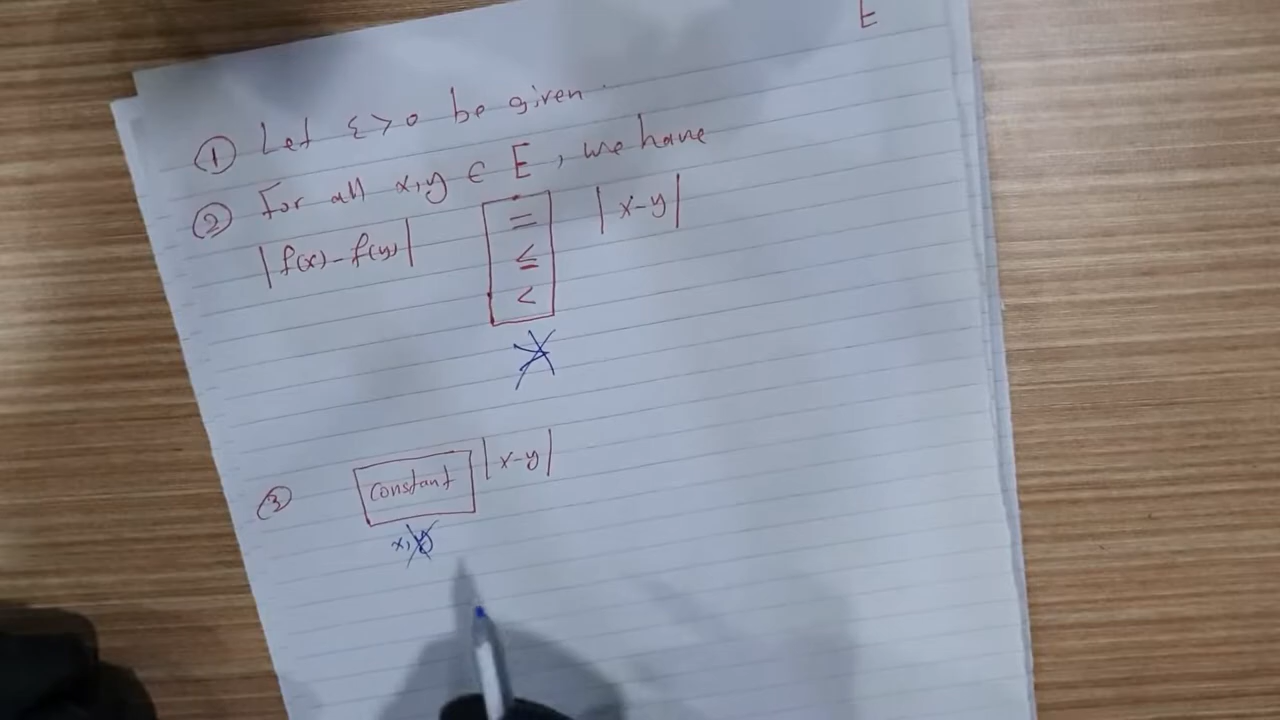 E
① Let ε>0 be given.
② For all x,y ∈ E, we have
|f(x)-f(y)| = |x-y|
≤
<
③ constant |x-y|
x,